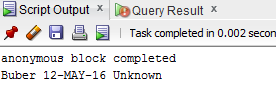 Script Output x Query Result x
Task completed in 0.002 secon
anonymous block completed
Buber 12-MAY-16 Unknown